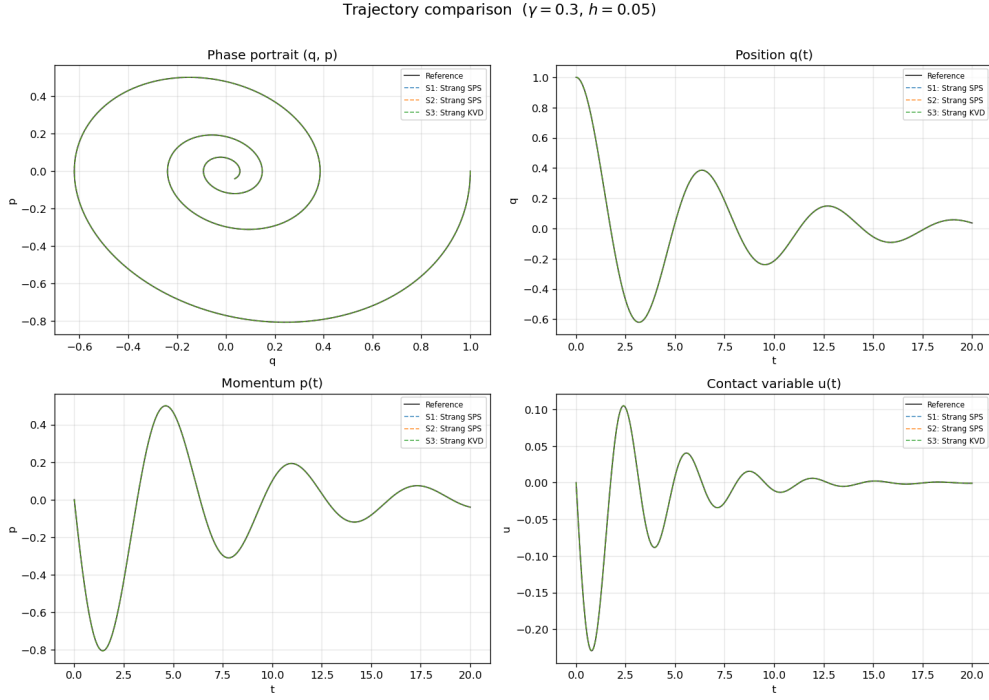 Trajectory comparison (γ = 0.3, h = 0.05)
Phase portrait (q, p)
0.4
0.2
0.0
−0.2
−0.4
−0.6
−0.8
p
−0.6 −0.4 −0.2 0.0 0.2 0.4 0.6 0.8 1.0
q
Reference
S1: Strang SPS
S2: Strang SPS
S3: Strang KVD
Position q(t)
1.0
0.8
0.6
0.4
0.2
0.0
−0.2
−0.4
−0.6
q
0.0 2.5 5.0 7.5 10.0 12.5 15.0 17.5 20.0
t
Reference
S1: Strang SPS
S2: Strang SPS
S3: Strang KVD
Momentum p(t)
0.4
0.2
0.0
−0.2
−0.4
−0.6
−0.8
p
0.0 2.5 5.0 7.5 10.0 12.5 15.0 17.5 20.0
t
Reference
S1: Strang SPS
S2: Strang SPS
S3: Strang KVD
Contact variable u(t)
0.10
0.05
0.00
−0.05
−0.10
−0.15
−0.20
u
0.0 2.5 5.0 7.5 10.0 12.5 15.0 17.5 20.0
t
Reference
S1: Strang SPS
S2: Strang SPS
S3: Strang KVD